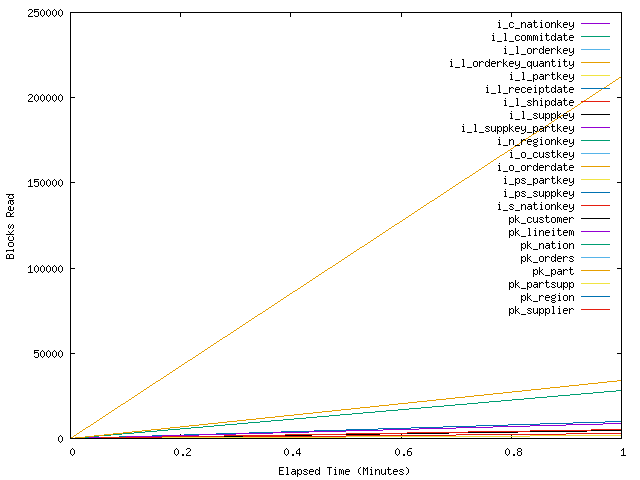 250000
200000
150000
100000
50000
0
Blocks Read
i_c_nationkey
i_l_commitdate
i_l_orderkey
i_l_orderkey_quantity
i_l_partkey
i_l_receiptdate
i_l_shipdate
i_l_suppkey
i_l_suppkey_partkey
i_n_regionkey
i_o_custkey
i_o_orderdate
i_ps_partkey
i_ps_suppkey
i_s_nationkey
pk_customer
pk_lineitem
pk_nation
pk_orders
pk_part
pk_partsupp
pk_region
pk_supplier
0 0.2 0.4 0.6 0.8 1
Elapsed Time (Minutes)